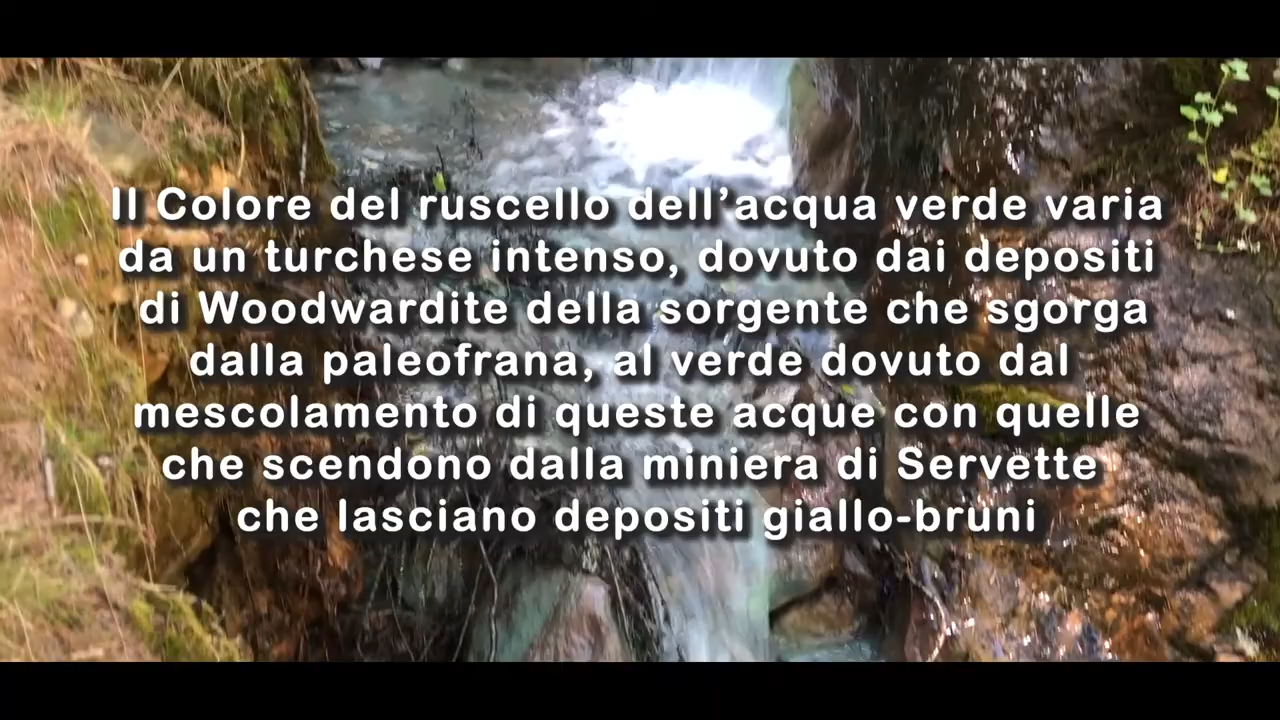 Il Colore del ruscello dell’acqua verde varia
da un turchese intenso, dovuto dai depositi
di Woodwardite della sorgente che sgorga
dalla paleofrana, al verde dovuto dal
mescolamento di queste acque con quelle
che scendono dalla miniera di Servette
che lasciano depositi giallo-bruni